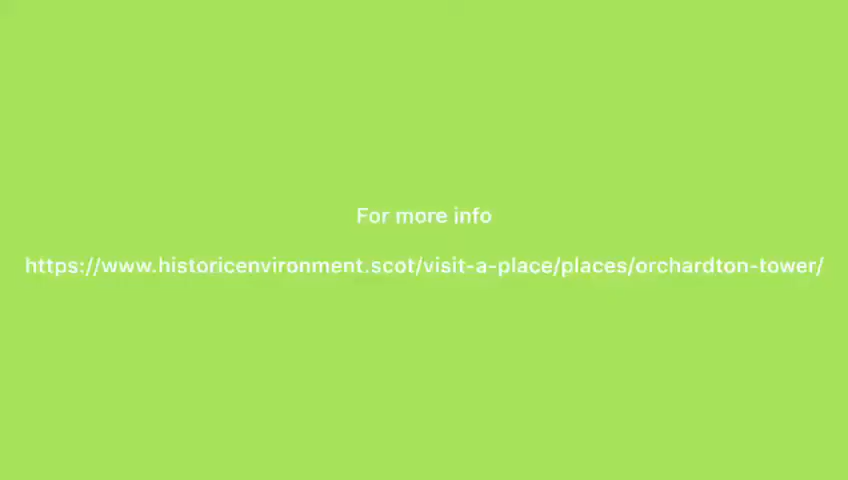 For more info
https://www.historicenvironment.scot/visit-a-place/places/orchardton-tower/